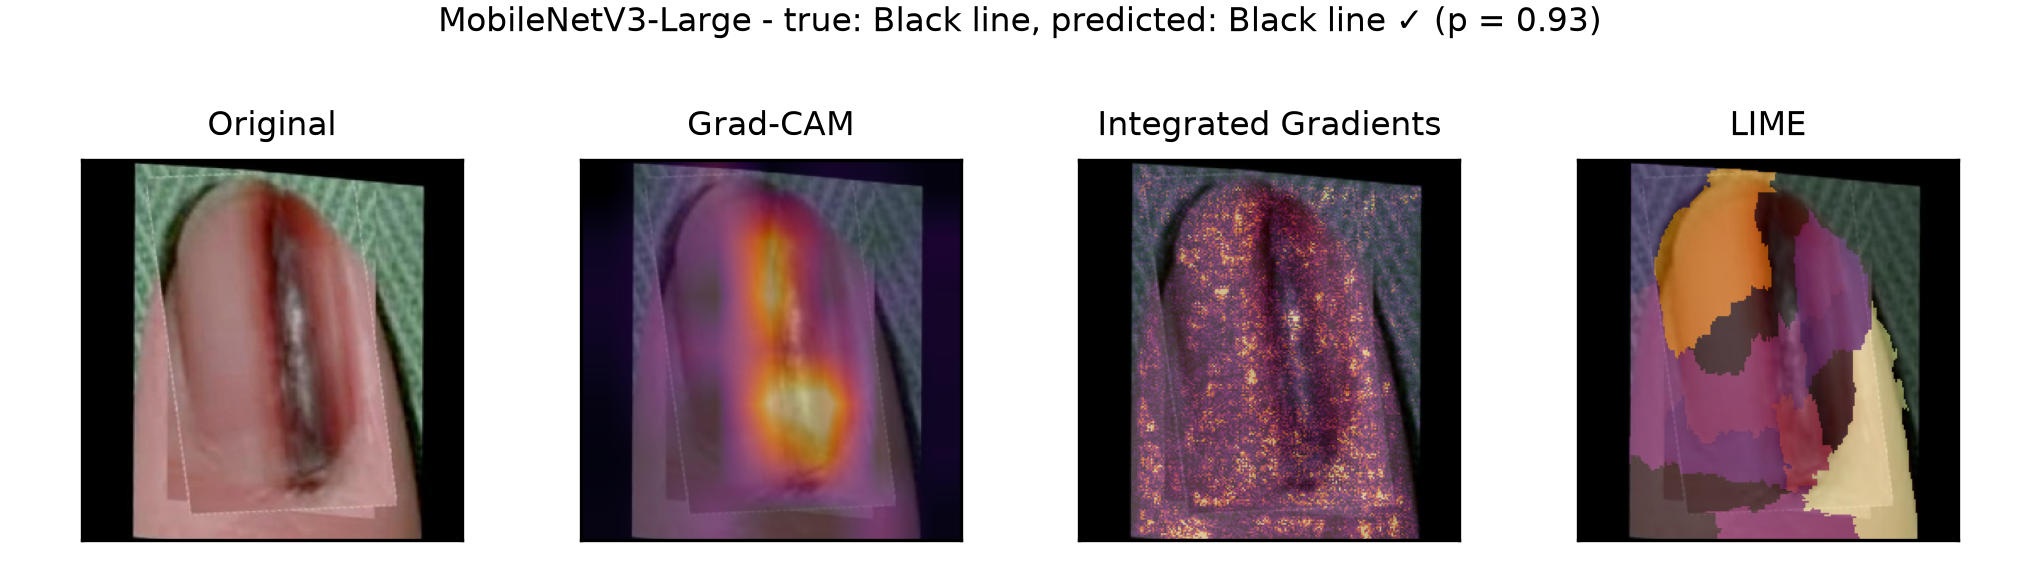 MobileNetV3-Large - true: Black line, predicted: Black line ✓ (p = 0.93)
Original
Grad-CAM
Integrated Gradients
LIME